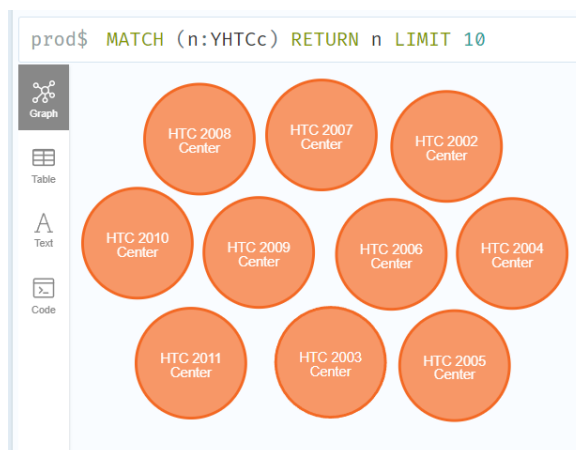 prod$ MATCH (n:YHTCc) RETURN n LIMIT 10
Graph
Table
Text
Code
HTC 2008
Center
HTC 2007
Center
HTC 2002
Center
HTC 2010
Center
HTC 2009
Center
HTC 2006
Center
HTC 2004
Center
HTC 2011
Center
HTC 2003
Center
HTC 2005
Center